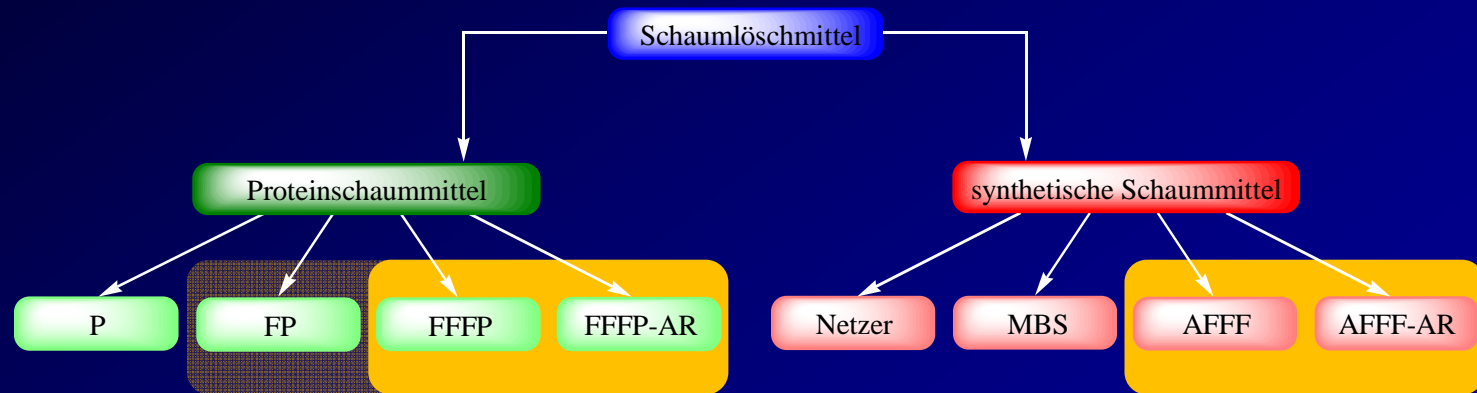 Schaumlöschmittel
Proteinschaummittel
synthetische Schaummittel
P
FP
FFFP
FFFP-AR
Netzer
MBS
AFFF
AFFF-AR